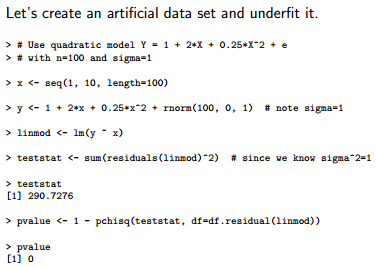 Let's create an artificial data set and underfit it.
> # Use quadratic model Y = 1 + 2*X + 0.25*X^2 + e
> # with n=100 and sigma=1
> x <- seq(1, 10, length=100)
> y <- 1 + 2*x + 0.25*x^2 + rnorm(100, 0, 1)  # note sigma=1
> linmod <- lm(y ~ x)
> teststat <- sum(residuals(linmod)^2)  # since we know sigma^2=1
> teststat
[1] 290.7276
> pvalue <- 1 - pchisq(teststat, df=df.residual(linmod))
> pvalue
[1] 0